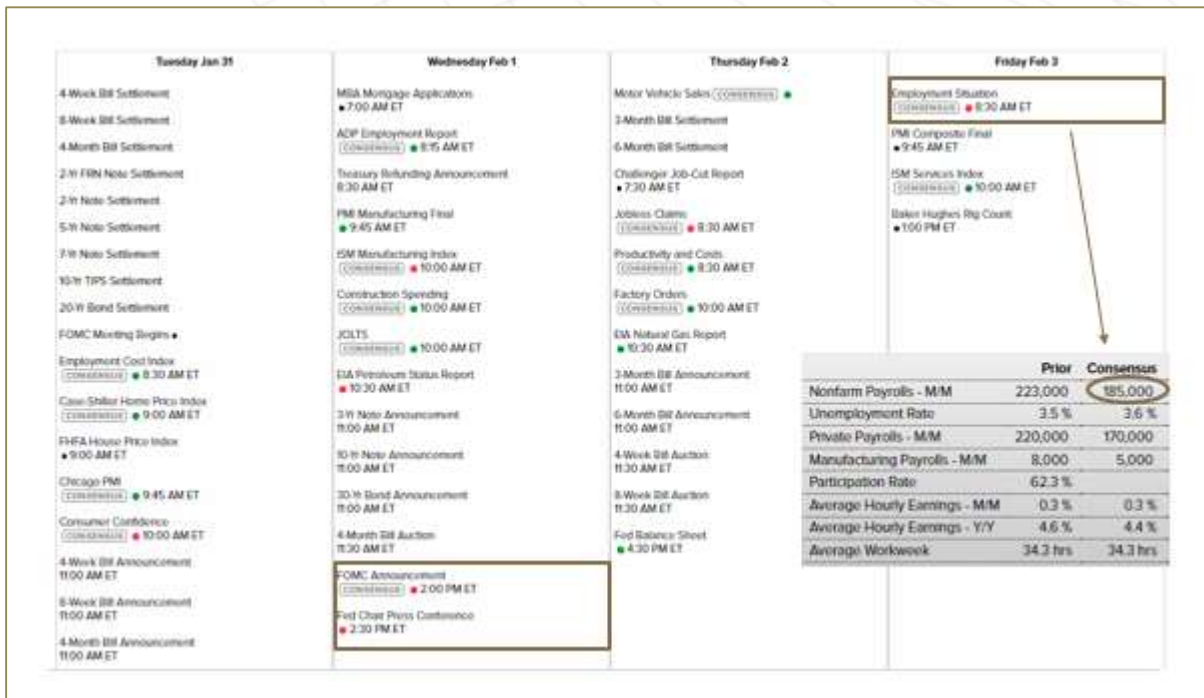 Tuesday Jan 31
4-Week Bill Settlement
8-Week Bill Settlement
4-Month Bill Settlement
2-Yr FRN Note Settlement
2-Yr Note Settlement
5-Yr Note Settlement
7-Yr Note Settlement
10-Yr TIPS Settlement
20-Yr Bond Settlement
FOMC Meeting Begins
Employment Cost Index
CONSENSUS 8:30 AM ET
Case-Shiller Home Price Index
CONSENSUS 9:00 AM ET
FHFA House Price Index
9:00 AM ET
Chicago PMI
CONSENSUS 9:45 AM ET
Consumer Confidence
CONSENSUS 10:00 AM ET
4-Week Bill Announcement
11:00 AM ET
8-Week Bill Announcement
11:00 AM ET
4-Month Bill Announcement
11:00 AM ET
Wednesday Feb 1
MBA Mortgage Applications
7:00 AM ET
ADP Employment Report
CONSENSUS 8:15 AM ET
Treasury Refunding Announcement
8:30 AM ET
PMI Manufacturing Final
9:45 AM ET
ISM Manufacturing Index
CONSENSUS 10:00 AM ET
Construction Spending
CONSENSUS 10:00 AM ET
JOLTS
CONSENSUS 10:00 AM ET
EIA Petroleum Status Report
10:30 AM ET
3-Yr Note Announcement
11:00 AM ET
10-Yr Note Announcement
11:00 AM ET
30-Yr Bond Announcement
11:00 AM ET
4-Month Bill Auction
11:30 AM ET
FOMC Announcement
CONSENSUS 2:00 PM ET
Fed Chair Press Conference
2:30 PM ET
Thursday Feb 2
Motor Vehicle Sales CONSENSUS
3-Month Bill Settlement
6-Month Bill Settlement
Challenger Job-Cut Report
7:30 AM ET
Jobless Claims
CONSENSUS 8:30 AM ET
Productivity and Costs
CONSENSUS 8:30 AM ET
Factory Orders
CONSENSUS 10:00 AM ET
EIA Natural Gas Report
10:30 AM ET
3-Month Bill Announcement
11:00 AM ET
6-Month Bill Announcement
11:00 AM ET
4-Week Bill Auction
11:30 AM ET
8-Week Bill Auction
11:30 AM ET
Fed Balance Sheet
4:30 PM ET
Friday Feb 3
Employment Situation
CONSENSUS 8:30 AM ET
PMI Composite Final
9:45 AM ET
ISM Services Index
CONSENSUS 10:00 AM ET
Baker Hughes Rig Count
1:00 PM ET
Prior Consensus
Nonfarm Payrolls - M/M 223,000 185,000
Unemployment Rate 3.5 % 3.6 %
Private Payrolls - M/M 220,000 170,000
Manufacturing Payrolls - M/M 8,000 5,000
Participation Rate 62.3 %
Average Hourly Earnings - M/M 0.3 % 0.3 %
Average Hourly Earnings - Y/Y 4.6 % 4.4 %
Average Workweek 34.3 hrs 34.3 hrs